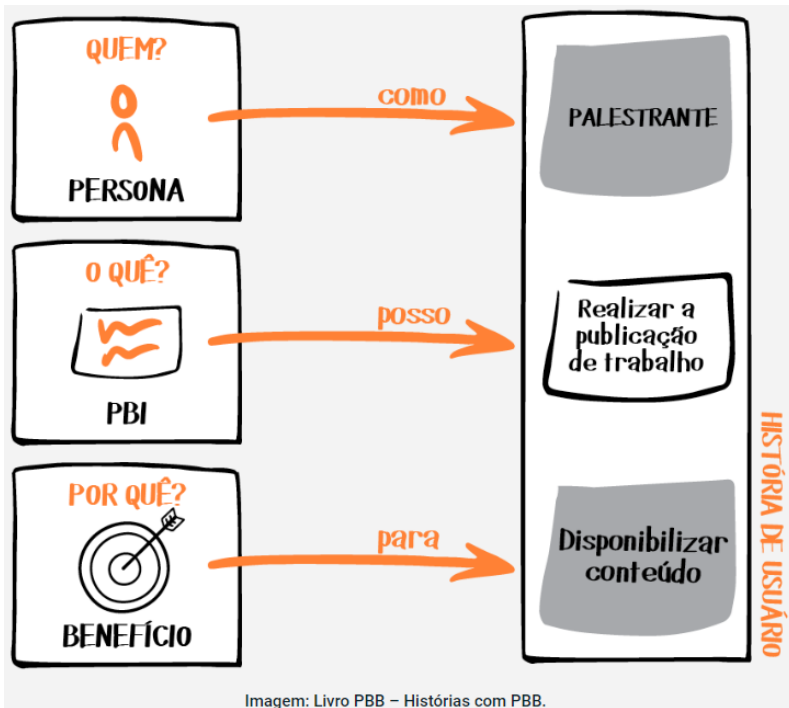 QUEM?
PERSONA
como
PALESTRANTE
O QUÊ?
PBI
posso
Realizar a
publicação
de trabalho
POR QUÊ?
BENEFÍCIO
para
Disponibilizar
conteúdo
HISTÓRIA DE USUÁRIO
Imagem: Livro PBB – Histórias com PBB.